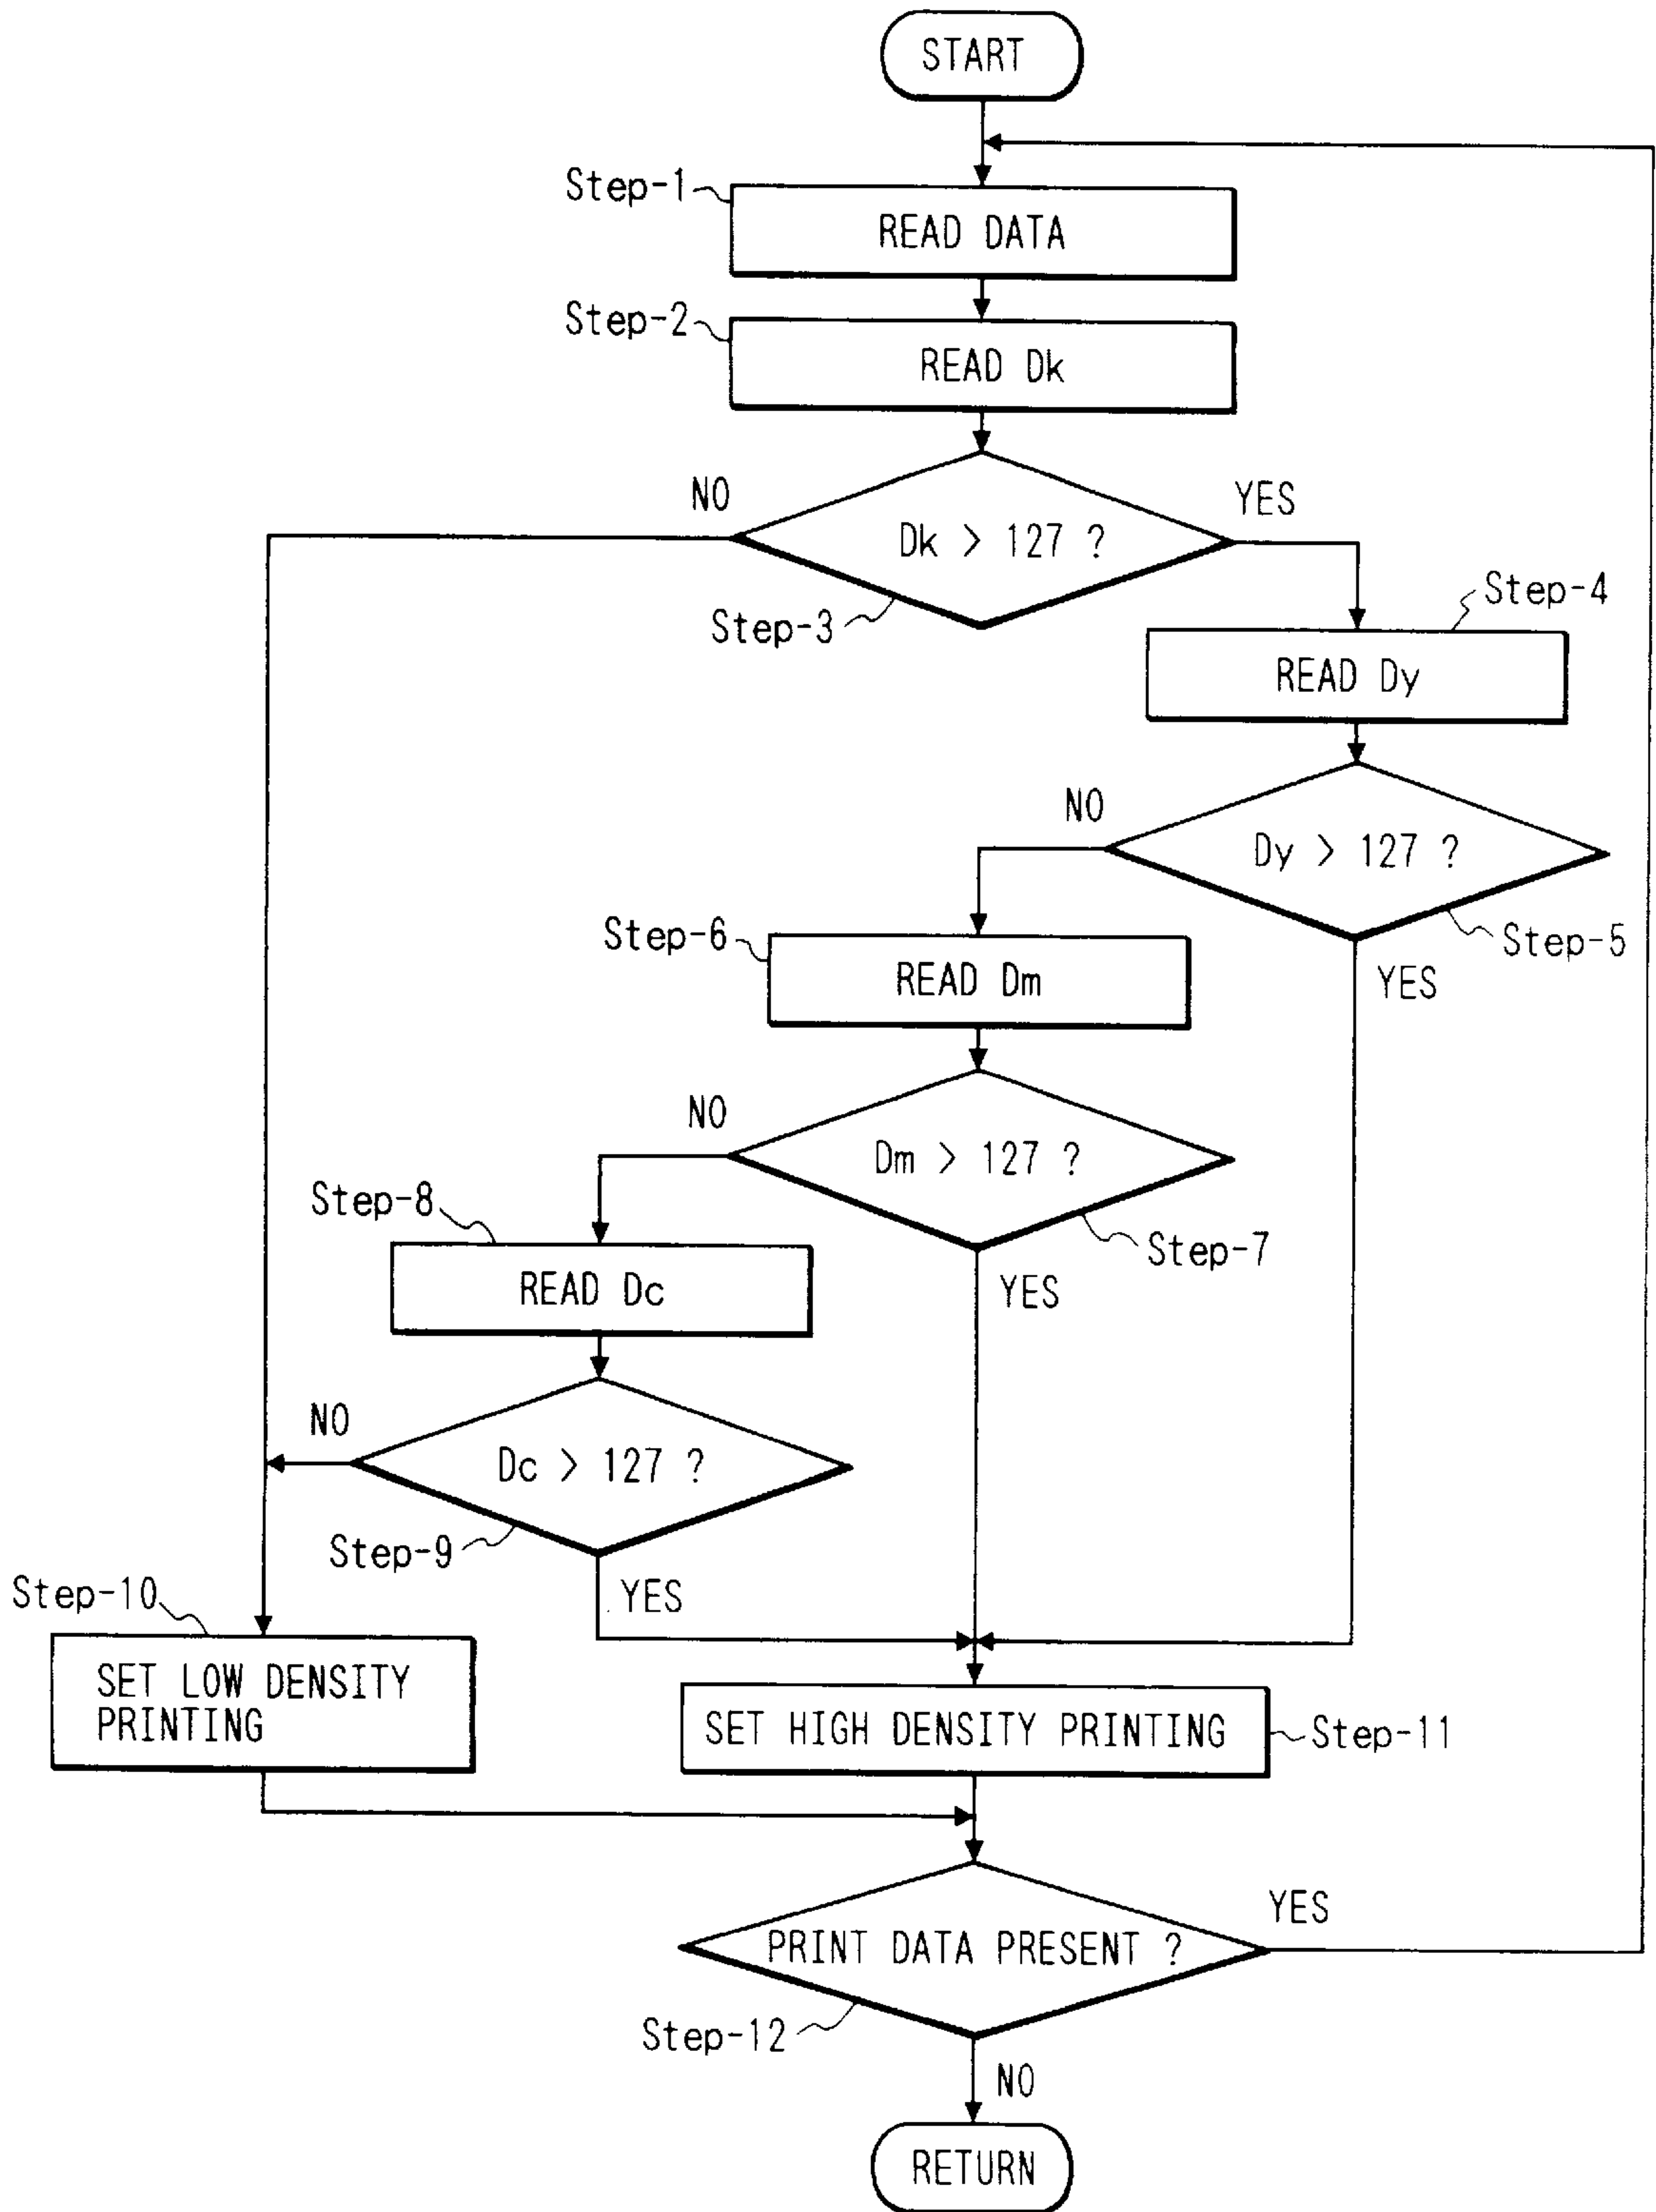 START
Step-1
READ DATA
Step-2
READ Dk
NO
YES
Dk > 127 ?
Step-3
Step-4
READ Dy
NO
Dy > 127 ?
Step-5
YES
Step-6
READ Dm
NO
Dm > 127 ?
Step-7
YES
Step-8
READ Dc
NO
Dc > 127 ?
Step-9
YES
Step-10
SET LOW DENSITY
PRINTING
SET HIGH DENSITY PRINTING
Step-11
YES
PRINT DATA PRESENT ?
Step-12
NO
RETURN